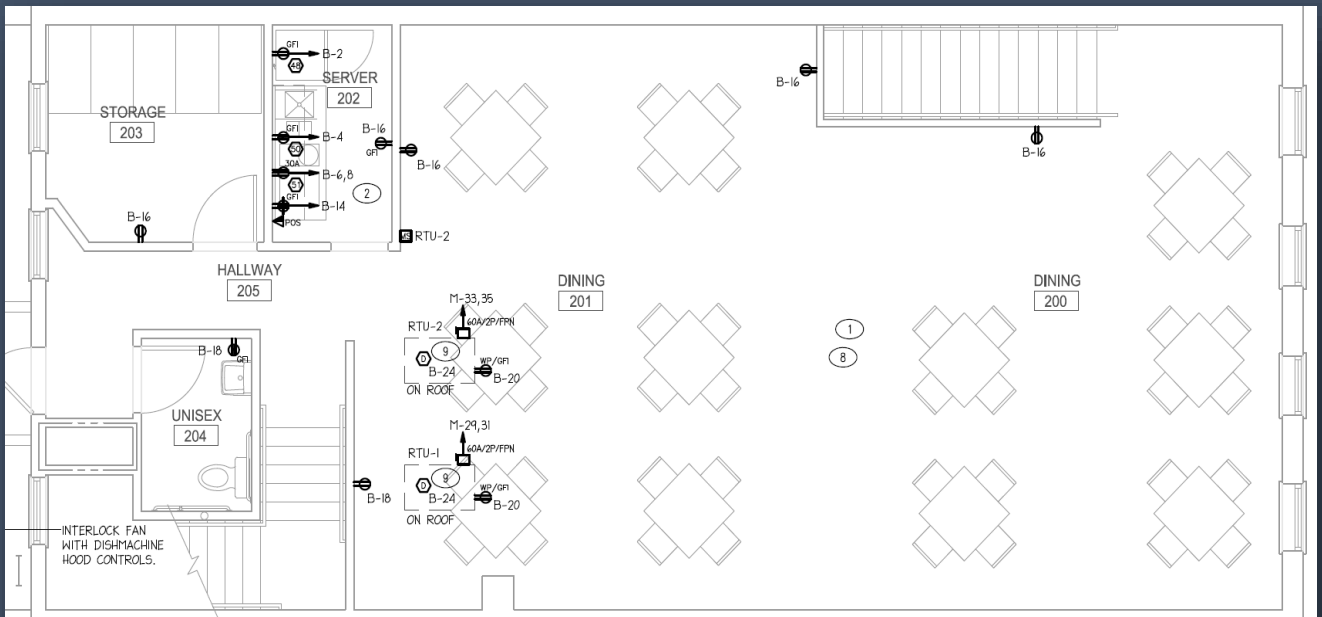 GFI
B-2
48
SERVER
202
STORAGE
203
GFI
B-4
50
30A
B-6,8
51
GFI
B-14
POS
2
B-16
GFI
B-16
B-16
B-16
B-16
RTU-2
HALLWAY
205
DINING
201
DINING
200
M-33,35
60A/2P/FPN
RTU-2
9
D
B-24
WP/GFI
B-20
ON ROOF
1
8
B-18
GFI
UNISEX
204
M-29,31
60A/2P/FPN
RTU-1
9
D
B-24
WP/GFI
B-20
ON ROOF
B-18
INTERLOCK FAN
WITH DISHMACHINE
HOOD CONTROLS.